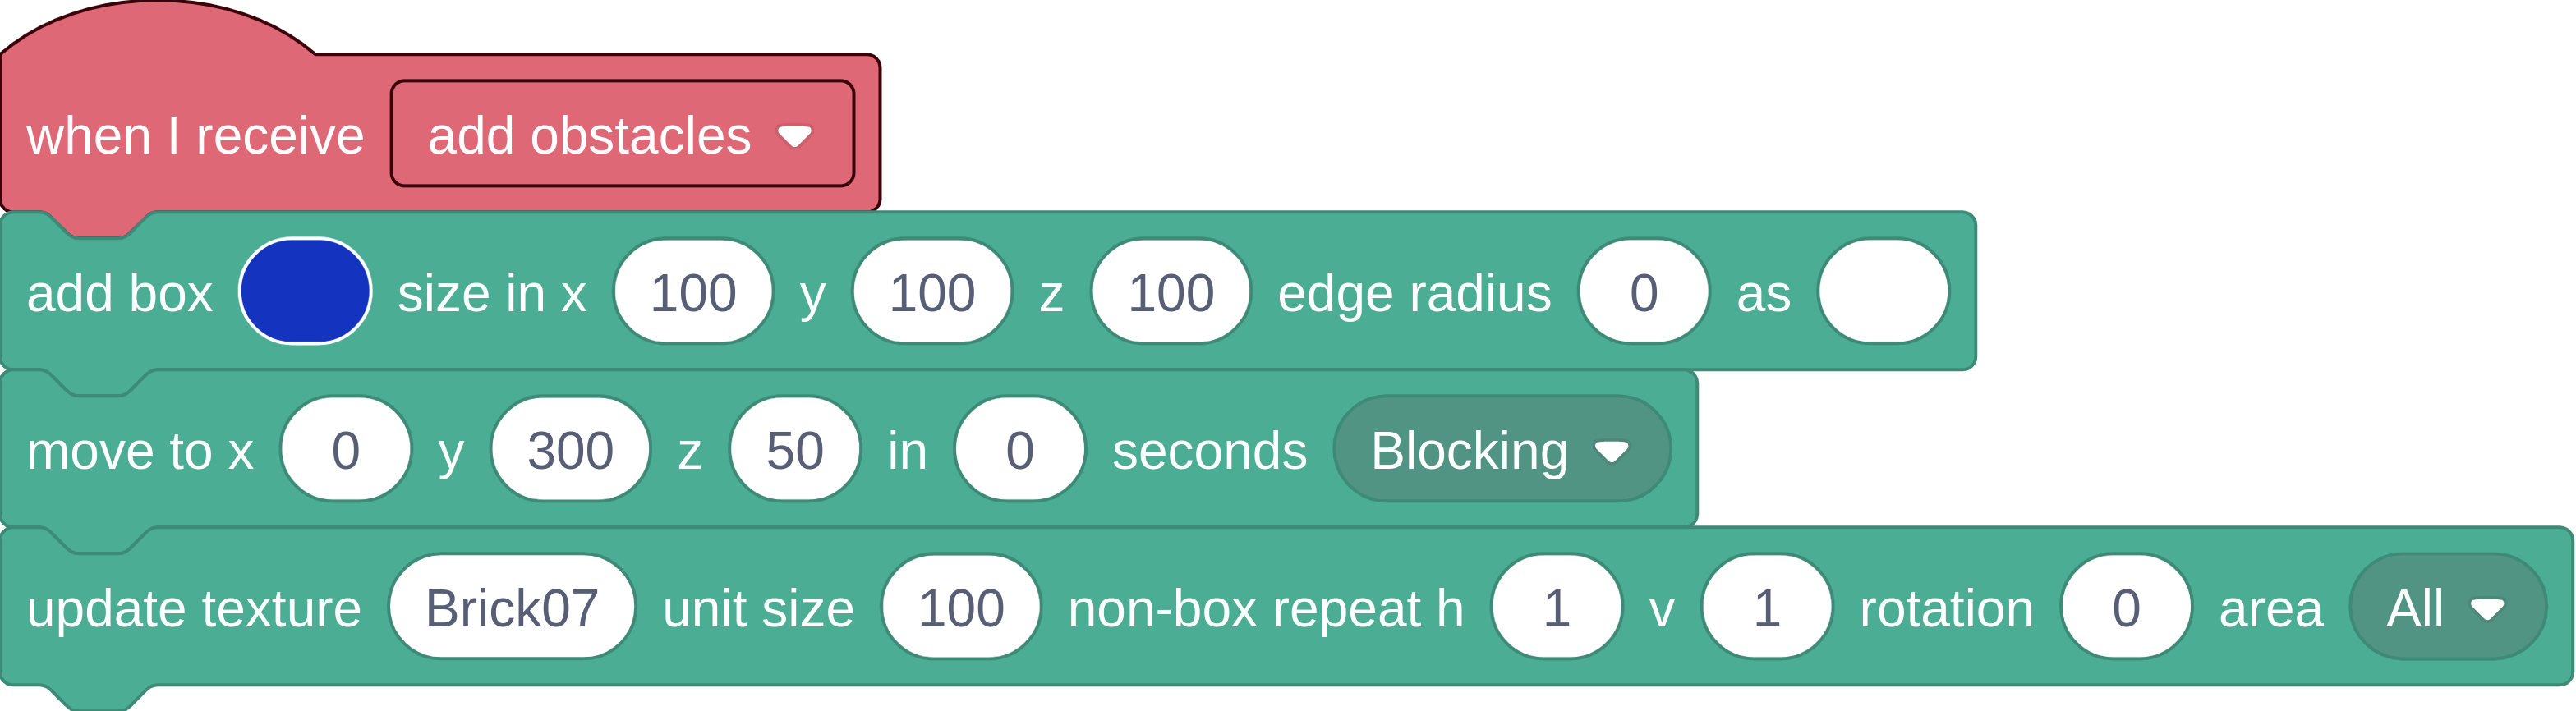 when I receive add obstacles
add box size in x 100 y 100 z 100 edge radius 0 as
move to x 0 y 300 z 50 in 0 seconds Blocking
update texture Brick07 unit size 100 non-box repeat h 1 v 1 rotation 0 area All